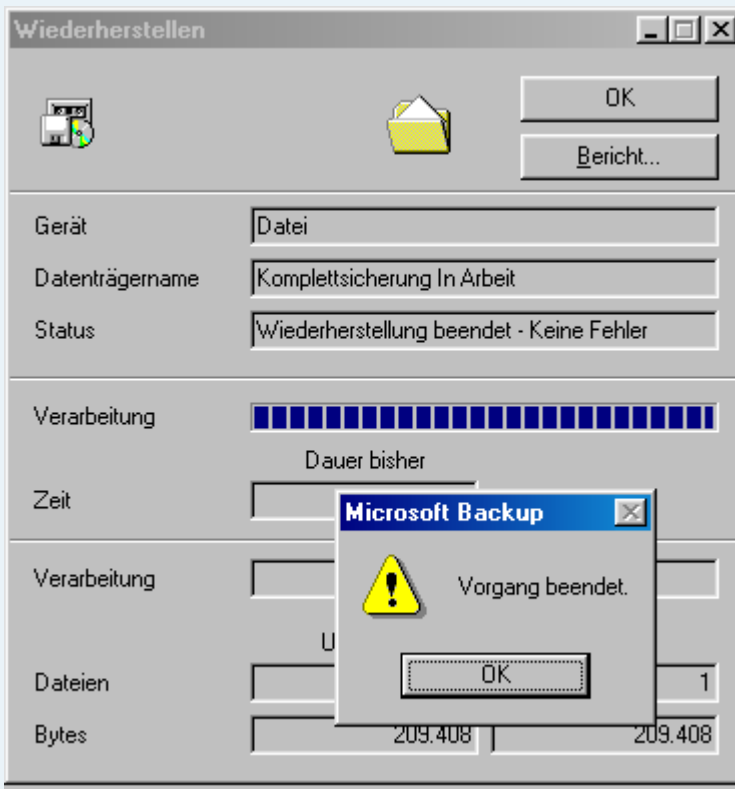 Wiederherstellen
OK
Bericht...
Gerät Datei
Datenträgername Komplettsicherung In Arbeit
Status Wiederherstellung beendet - Keine Fehler
Verarbeitung
Dauer bisher
Zeit
Microsoft Backup
Verarbeitung
Vorgang beendet.
OK
Dateien 1
Bytes 209.408 209.408